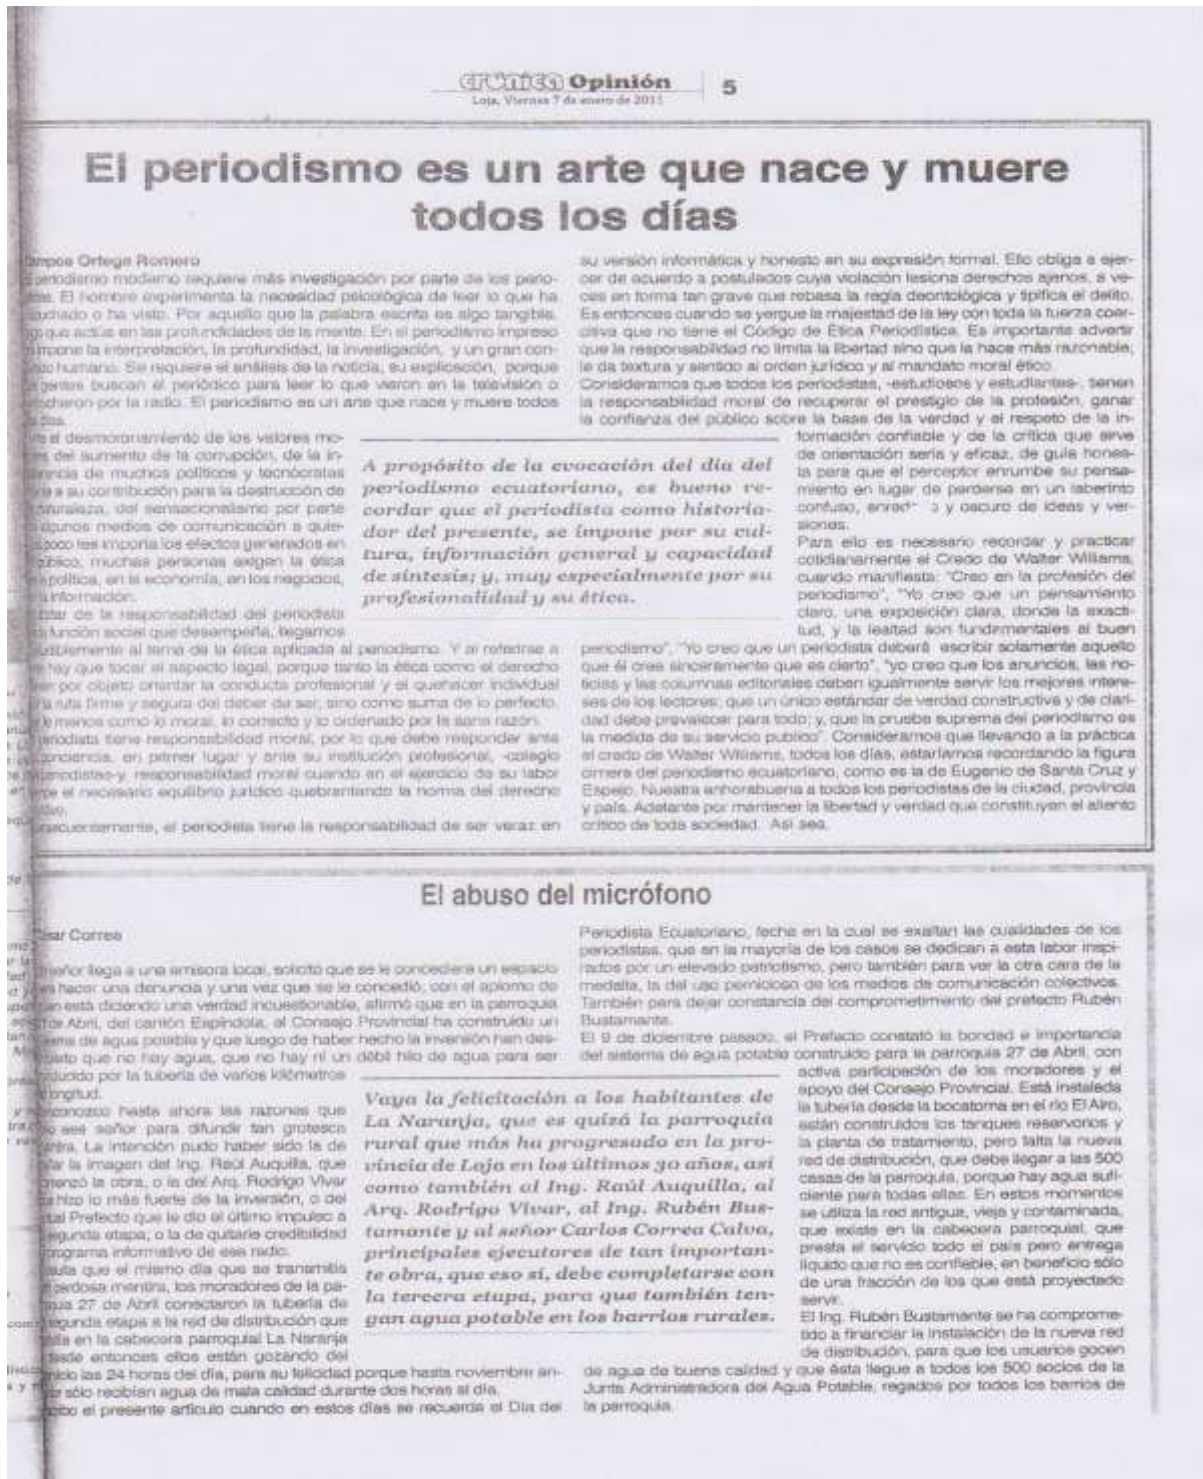 crónica Opinión 5
Loja, Viernes 7 de enero de 2011
El periodismo es un arte que nace y muere
todos los días
Ortega Romero
periodismo moderno requiere más investigación por parte de los perio-
El hombre experimenta la necesidad psicológica de leer lo que ha
o ha visto. Por aquello que la palabra escrita es algo tangible,
que actúa en las profundidades de la mente. En el periodismo impreso
la interpretación, la profundidad, la investigación, y un gran con-
humano. Se requiere el análisis de la noticia, su explicación, porque
buscan el periódico para leer lo que vieron en la televisión o
por la radio. El periodismo es un arte que nace y muere todos
el desmoronamiento de los valores mo-
del aumento de la corrupción, de la in-
de muchos políticos y tecnócratas
a su contribución para la destrucción de
del sensacionalismo por parte
medios de comunicación a quie-
poco les importa los efectos generados en
muchas personas exigen la ética
política, en la economía, en los negocios,
información.
de la responsabilidad del periodista
función social que desempeña, llegamos
al tema de la ética aplicada al periodismo. Y al referirse a
hay que tocar el aspecto legal, porque tanto la ética como el derecho
por objeto orientar la conducta profesional y el quehacer individual
la ruta firme y segura del deber de ser, sino como suma de lo perfecto,
lo menos como lo moral, lo correcto y lo ordenado por la sana razón.
tiene responsabilidad moral, por lo que debe responder ante
en primer lugar y ante su institución profesional, -colegio
periodistas-y, responsabilidad moral cuando en el ejercicio de su labor
el necesario equilibrio jurídico quebrantando la norma del derecho
el periodista tiene la responsabilidad de ser veraz en
A propósito de la evocación del día del
periodismo ecuatoriano, es bueno re-
cordar que el periodista como historia-
dor del presente, se impone por su cul-
tura, información general y capacidad
de síntesis; y, muy especialmente por su
profesionalidad y su ética.
su versión informática y honesto en su expresión formal. Ello obliga a ejer-
cer de acuerdo a postulados cuya violación lesiona derechos ajenos, a ve-
ces en forma tan grave que rebasa la regla deontológica y tipifica el delito.
Es entonces cuando se yergue la majestad de la ley con toda la fuerza coer-
citiva que no tiene el Código de Ética Periodística. Es importante advertir
que la responsabilidad no limita la libertad sino que la hace más razonable;
le da textura y sentido al orden jurídico y al mandato moral ético.
Consideramos que todos los periodistas, -estudiosos y estudiantes-, tienen
la responsabilidad moral de recuperar el prestigio de la profesión, ganar
la confianza del público sobre la base de la verdad y el respeto de la in-
formación confiable y de la crítica que sirve
de orientación seria y eficaz, de guía hones-
ta para que el perceptor enrumbe su pensa-
miento en lugar de perderse en un laberinto
confuso, y oscuro de ideas y ver-
siones.
Para ello es necesario recordar y practicar
cotidianamente el Credo de Walter Williams,
cuando manifiesta: "Creo en la profesión del
periodismo", "Yo creo que un pensamiento
claro, una exposición clara, donde la exacti-
tud, y la lealtad son fundamentales al buen
periodismo", "Yo creo que un periodista deberá escribir solamente aquello
que él cree sinceramente que es cierto", "yo creo que los anuncios, las no-
ticias y las columnas editoriales deben igualmente servir los mejores intere-
ses de los lectores; que un único estándar de verdad constructiva y de clari-
dad debe prevalecer para todo; y, que la prueba suprema del periodismo es
la medida de su servicio publico". Consideramos que llevando a la práctica
el credo de Walter Williams, todos los días, estaríamos recordando la figura
cimera del periodismo ecuatoriano, como es la de Eugenio de Santa Cruz y
Espejo. Nuestra enhorabuena a todos los periodistas de la ciudad, provincia
y país. Adelante por mantener la libertad y verdad que constituyen el aliento
crítico de toda sociedad. Así sea.
El abuso del micrófono
Correa
señor llega a una emisora local, solicitó que se le concediera un espacio
hacer una denuncia y una vez que se le concedió, con el aplomo de
está diciendo una verdad incuestionable, afirmó que en la parroquia
de Abril, del cantón Espíndola, el Consejo Provincial ha construido un
de agua potable y que luego de haber hecho la inversión han des-
que no hay agua, que no hay ni un débil hilo de agua para ser
por la tubería de varios kilómetros
longitud.
hasta ahora las razones que
ese señor para difundir tan grotesca
La intención pudo haber sido la de
la imagen del Ing. Raúl Auquilla, que
la obra, o la del Arq. Rodrigo Vivar
hizo lo más fuerte de la inversión, o del
Prefecto que le dio el último impulso a
segunda etapa; o la de quitarle credibilidad
programa informativo de esa radio.
que el mismo día que se transmitía
mentira, los moradores de la pa-
27 de Abril conectaron la tubería de
segunda etapa a la red de distribución que
en la cabecera parroquial La Naranja
desde entonces ellos están gozando del
las 24 horas del día, para su felicidad porque hasta noviembre an-
sólo recibían agua de mala calidad durante dos horas al día.
el presente artículo cuando en estos días se recuerda el Día del
Vaya la felicitación a los habitantes de
La Naranja, que es quizá la parroquia
rural que más ha progresado en la pro-
vincia de Loja en los últimos 30 años, así
como también al Ing. Raúl Auquilla, al
Arq. Rodrigo Vivar, al Ing. Rubén Bus-
tamante y al señor Carlos Correa Calva,
principales ejecutores de tan importan-
te obra, que eso sí, debe completarse con
la tercera etapa, para que también ten-
gan agua potable en los barrios rurales.
Periodista Ecuatoriano, fecha en la cual se exaltan las cualidades de los
periodistas, que en la mayoría de los casos se dedican a esta labor inspi-
rados por un elevado patriotismo, pero también para ver la otra cara de la
medalla, la del uso pernicioso de los medios de comunicación colectivos.
También para dejar constancia del comprometimiento del prefecto Rubén
Bustamante.
El 9 de diciembre pasado, el Prefecto constató la bondad e importancia
del sistema de agua potable construido para la parroquia 27 de Abril, con
activa participación de los moradores y el
apoyo del Consejo Provincial. Está instalada
la tubería desde la bocatoma en el río El Airo,
están construidos los tanques reservorios y
la planta de tratamiento, pero falta la nueva
red de distribución, que debe llegar a las 500
casas de la parroquia, porque hay agua sufi-
ciente para todas ellas. En estos momentos
se utiliza la red antigua, vieja y contaminada,
que existe en la cabecera parroquial, que
presta el servicio todo el país pero entrega
líquido que no es confiable, en beneficio sólo
de una fracción de los que está proyectado
servir.
El Ing. Rubén Bustamante se ha comprome-
tido a financiar la instalación de la nueva red
de distribución, para que los usuarios gocen
de agua de buena calidad y que ésta llegue a todos los 500 socios de la
Junta Administradora del Agua Potable, regados por todos los barrios de
la parroquia.